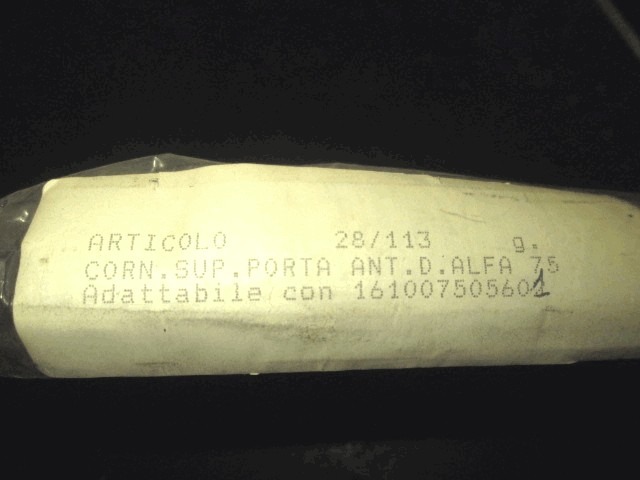 ARTICOLO 28/113 g.
CORN.SUP.PORTA ANT.D.ALFA 75
Adattabile con 161007505601